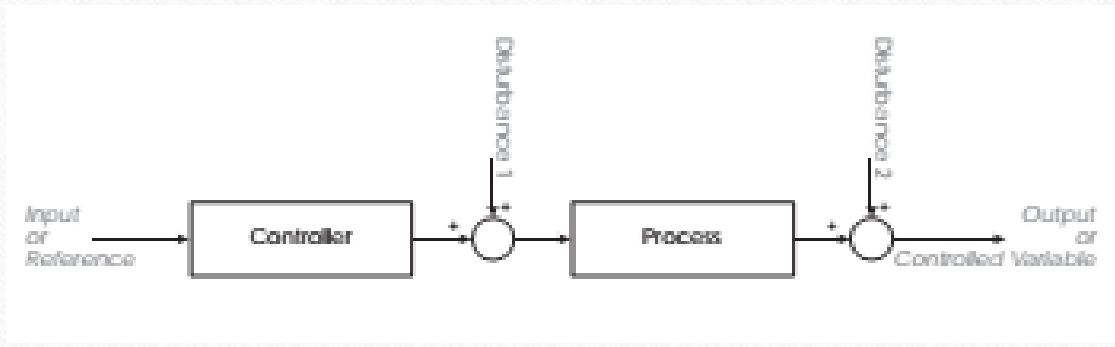 Disturbance 1
Disturbance 2
Input
or
Reference
Controller
+
+
Process
+
+
Output
or
Controlled Variable